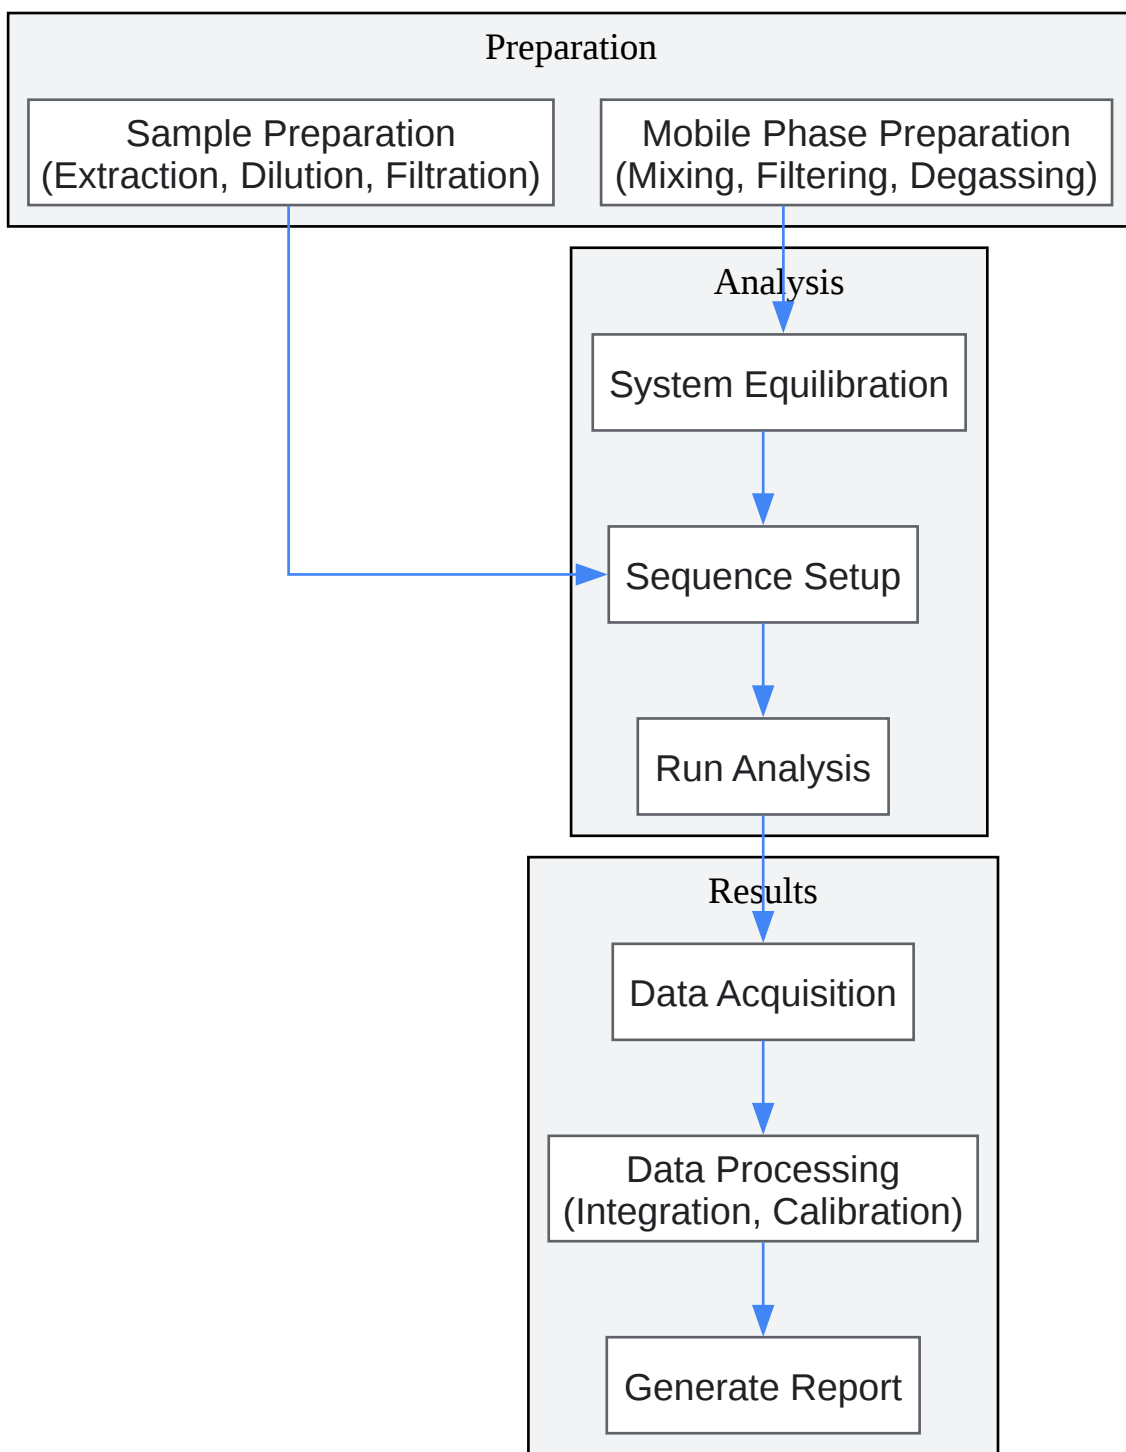 Preparation
Sample Preparation
(Extraction, Dilution, Filtration)
Mobile Phase Preparation
(Mixing, Filtering, Degassing)
Analysis
System Equilibration
Sequence Setup
Run Analysis
Results
Data Acquisition
Data Processing
(Integration, Calibration)
Generate Report